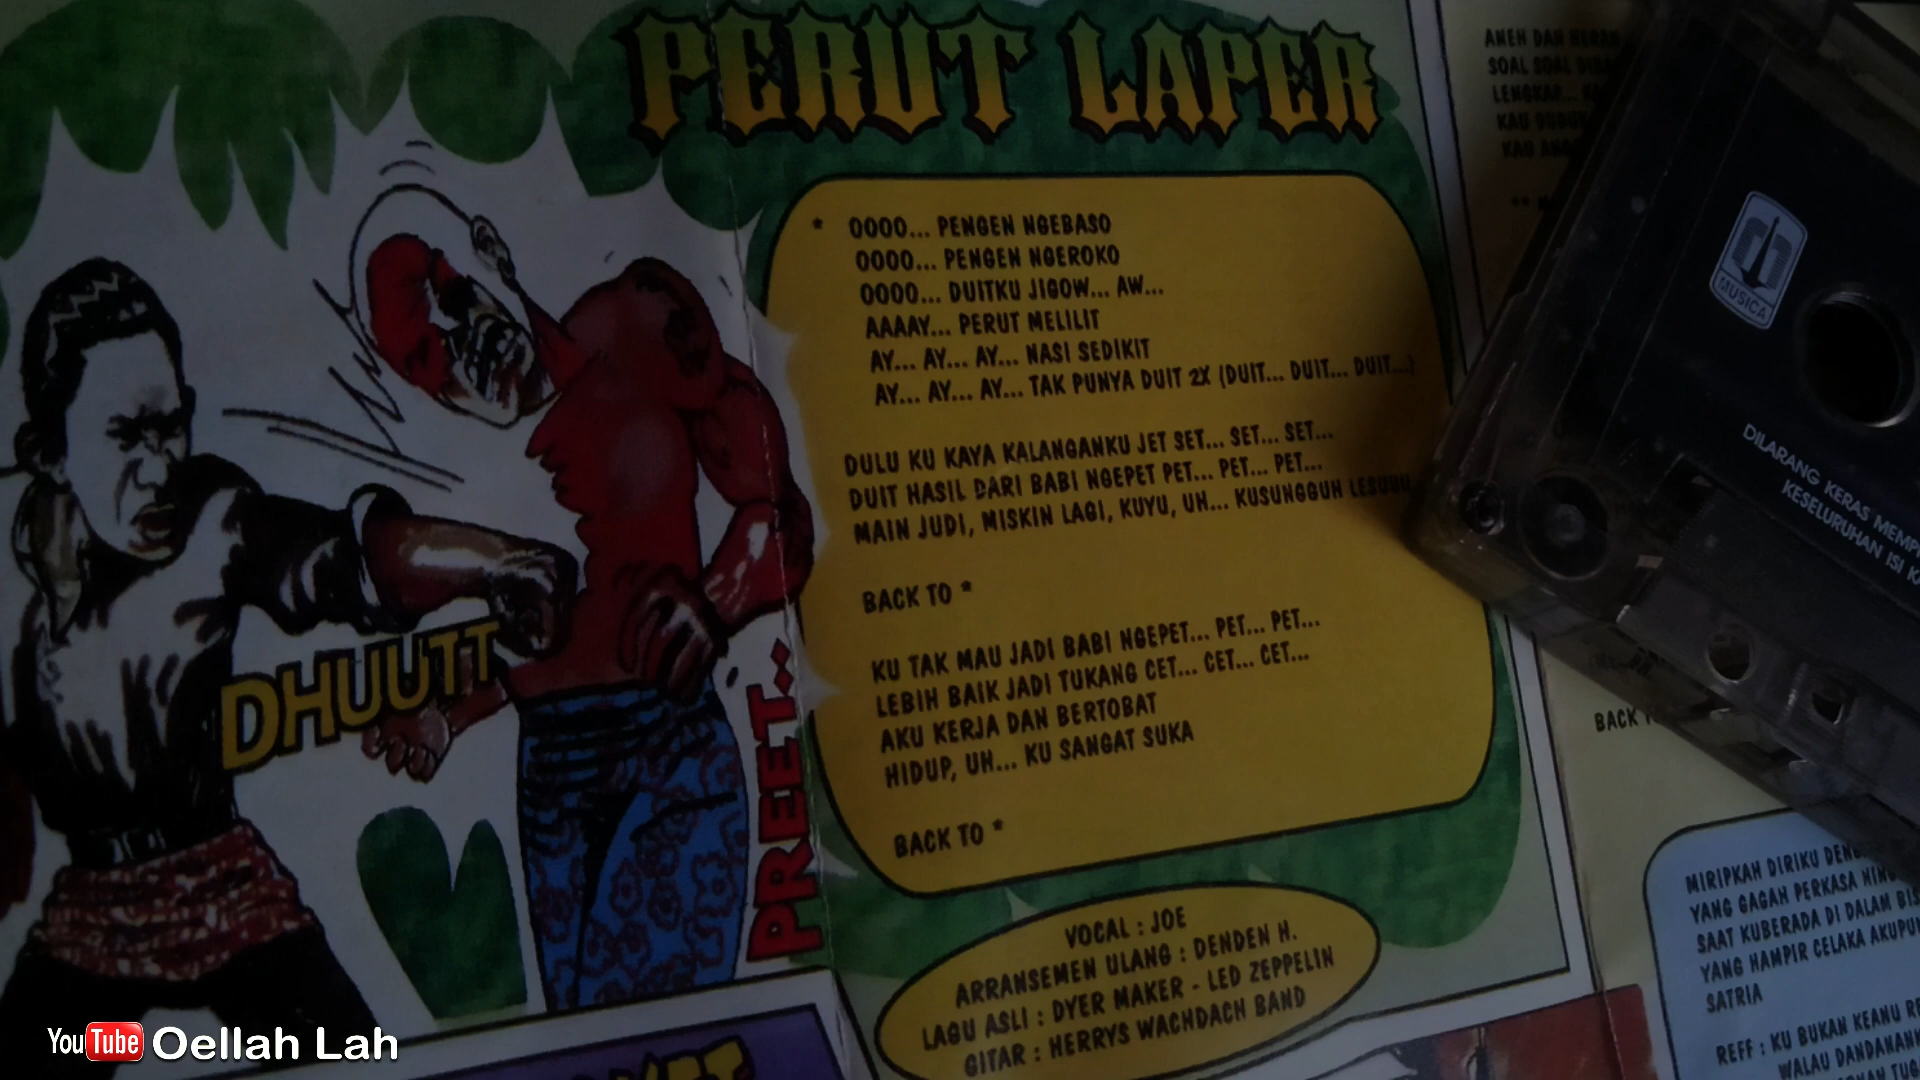 PERUT LAPER
* OOOO... PENGEN NGEBASO
OOOO... PENGEN NGEROKO
OOOO... DUITKU JIGOW... AW...
AAAAY... PERUT MELILIT
AY... AY... AY... NASI SEDIKIT
AY... AY... AY... TAK PUNYA DUIT 2X (DUIT... DUIT... DUIT...)
DULU KU KAYA KALANGANKU JET SET... SET... SET...
DUIT HASIL DARI BABI NGEPET PET... PET... PET...
MAIN JUDI, MISKIN LAGI, KUYU, UH... KUSUNGGUH LESUUU
BACK TO *
KU TAK MAU JADI BABI NGEPET... PET... PET...
LEBIH BAIK JADI TUKANG CET... CET... CET...
AKU KERJA DAN BERTOBAT
HIDUP, UH... KU SANGAT SUKA
BACK TO *
VOCAL : JOE
ARRANSEMEN ULANG : DENDEN H.
LAGU ASLI : DYER MAKER - LED ZEPPELIN
GITAR : HERRYS WACHDACH BAND
DHUUTT
PREET..
ANEH DAN HERAN
SOAL SOAL
LENGKAP...
KAU
KAU
**
MUSICA
DILARANG KERAS
KESELURUHAN ISI
BACK
MIRIPKAH DIRIKU
YANG GAGAH PERKASA
SAAT KUBERADA DI DALAM
YANG HAMPIR CELAKA
SATRIA
REFF : KU BUKAN KEANU
WALAU
YouTube Oellah Lah